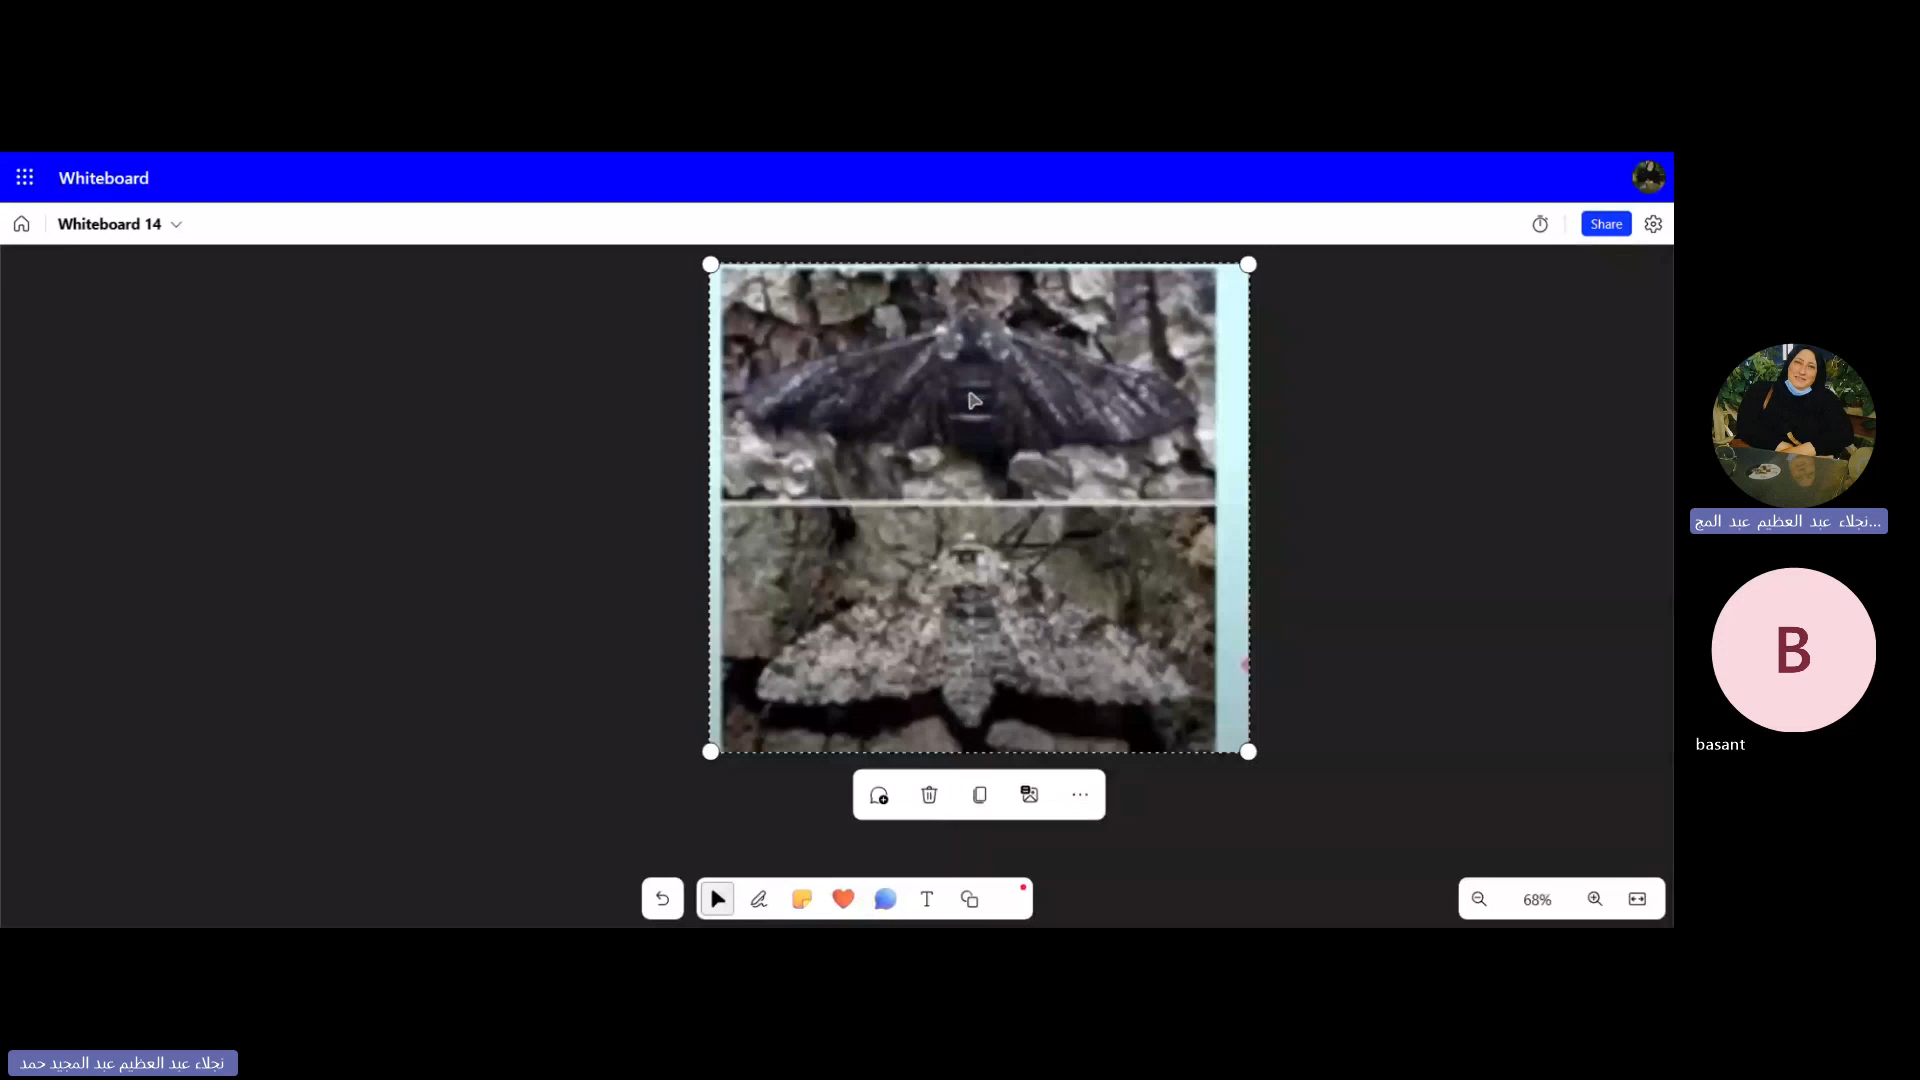 Whiteboard
Whiteboard 14
Share
نجلاء عبد العظيم عبد المج...
B
basant
68%
نجلاء عبد العظيم عبد المجيد حمد